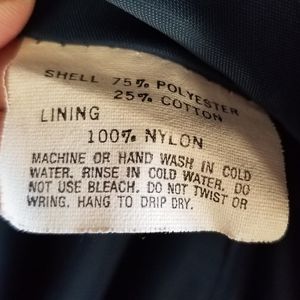 SHELL 75% POLYESTER
25% COTTON
LINING
100% NYLON
MACHINE OR HAND WASH IN COLD
WATER. RINSE IN COLD WATER. DO
NOT USE BLEACH. DO NOT TWIST OR
WRING. HANG TO DRIP DRY.